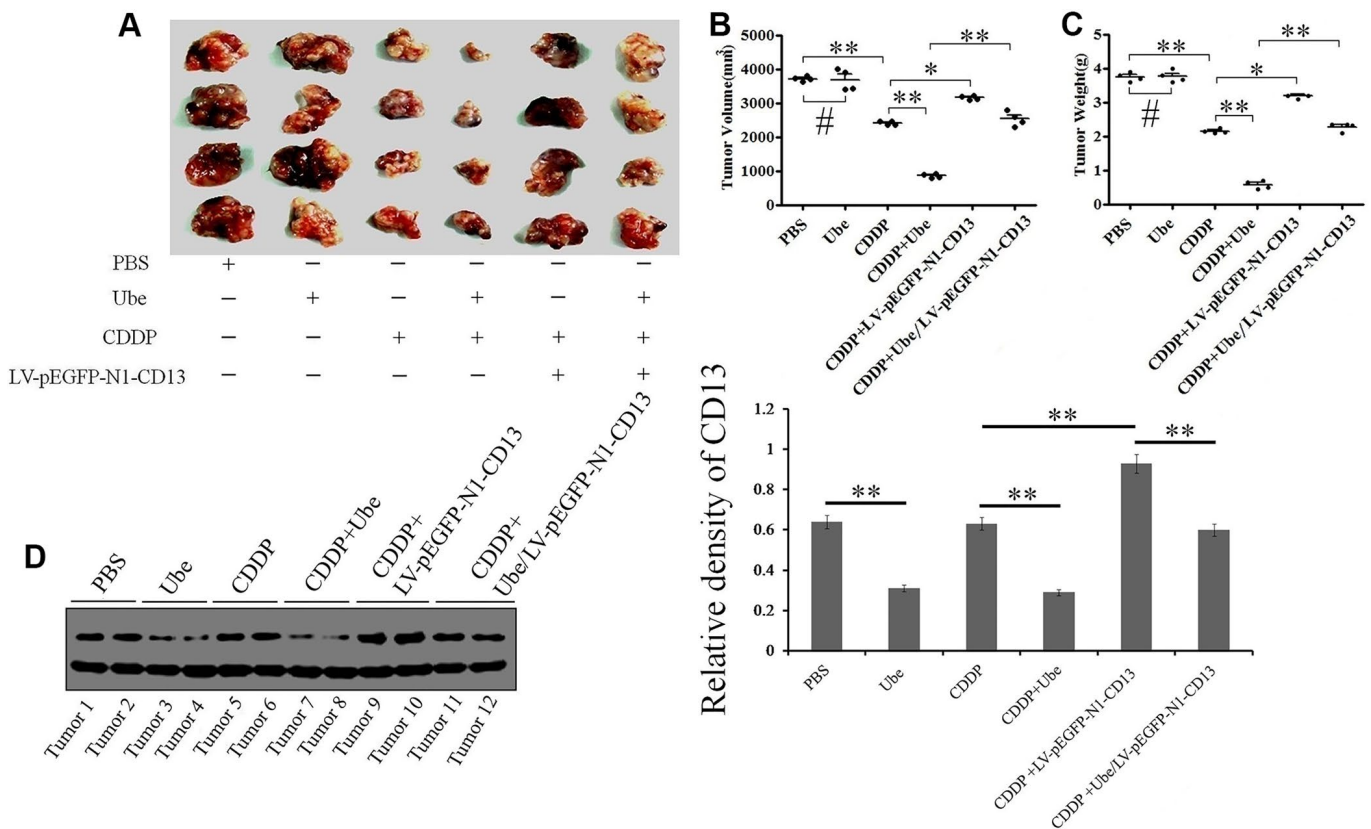 A
PBS + − − − − −
Ube − + − + − +
CDDP − − + + + +
LV-pEGFP-N1-CD13 − − − − + +
B
Tumor Volume(mm3)
5000
4000
3000
2000
1000
0
**
**
*
**
#
PBS
Ube
CDDP
CDDP+Ube
CDDP+LV-pEGFP-N1-CD13
CDDP+Ube/LV-pEGFP-N1-CD13
C
Tumor Weight(g)
5
4
3
2
1
0
**
**
*
**
#
PBS
Ube
CDDP
CDDP+Ube
CDDP+LV-pEGFP-N1-CD13
CDDP+Ube/LV-pEGFP-N1-CD13
D
PBS
Ube
CDDP
CDDP+Ube
CDDP+
LV-pEGFP-N1-CD13
CDDP+
Ube/LV-pEGFP-N1-CD13
Tumor 1
Tumor 2
Tumor 3
Tumor 4
Tumor 5
Tumor 6
Tumor 7
Tumor 8
Tumor 9
Tumor 10
Tumor 11
Tumor 12
Relative density of CD13
1.2
1
0.8
0.6
0.4
0.2
0
**
**
**
**
PBS
Ube
CDDP
CDDP+Ube
CDDP +LV-pEGFP-N1-CD13
CDDP +Ube/LV-pEGFP-N1-CD13